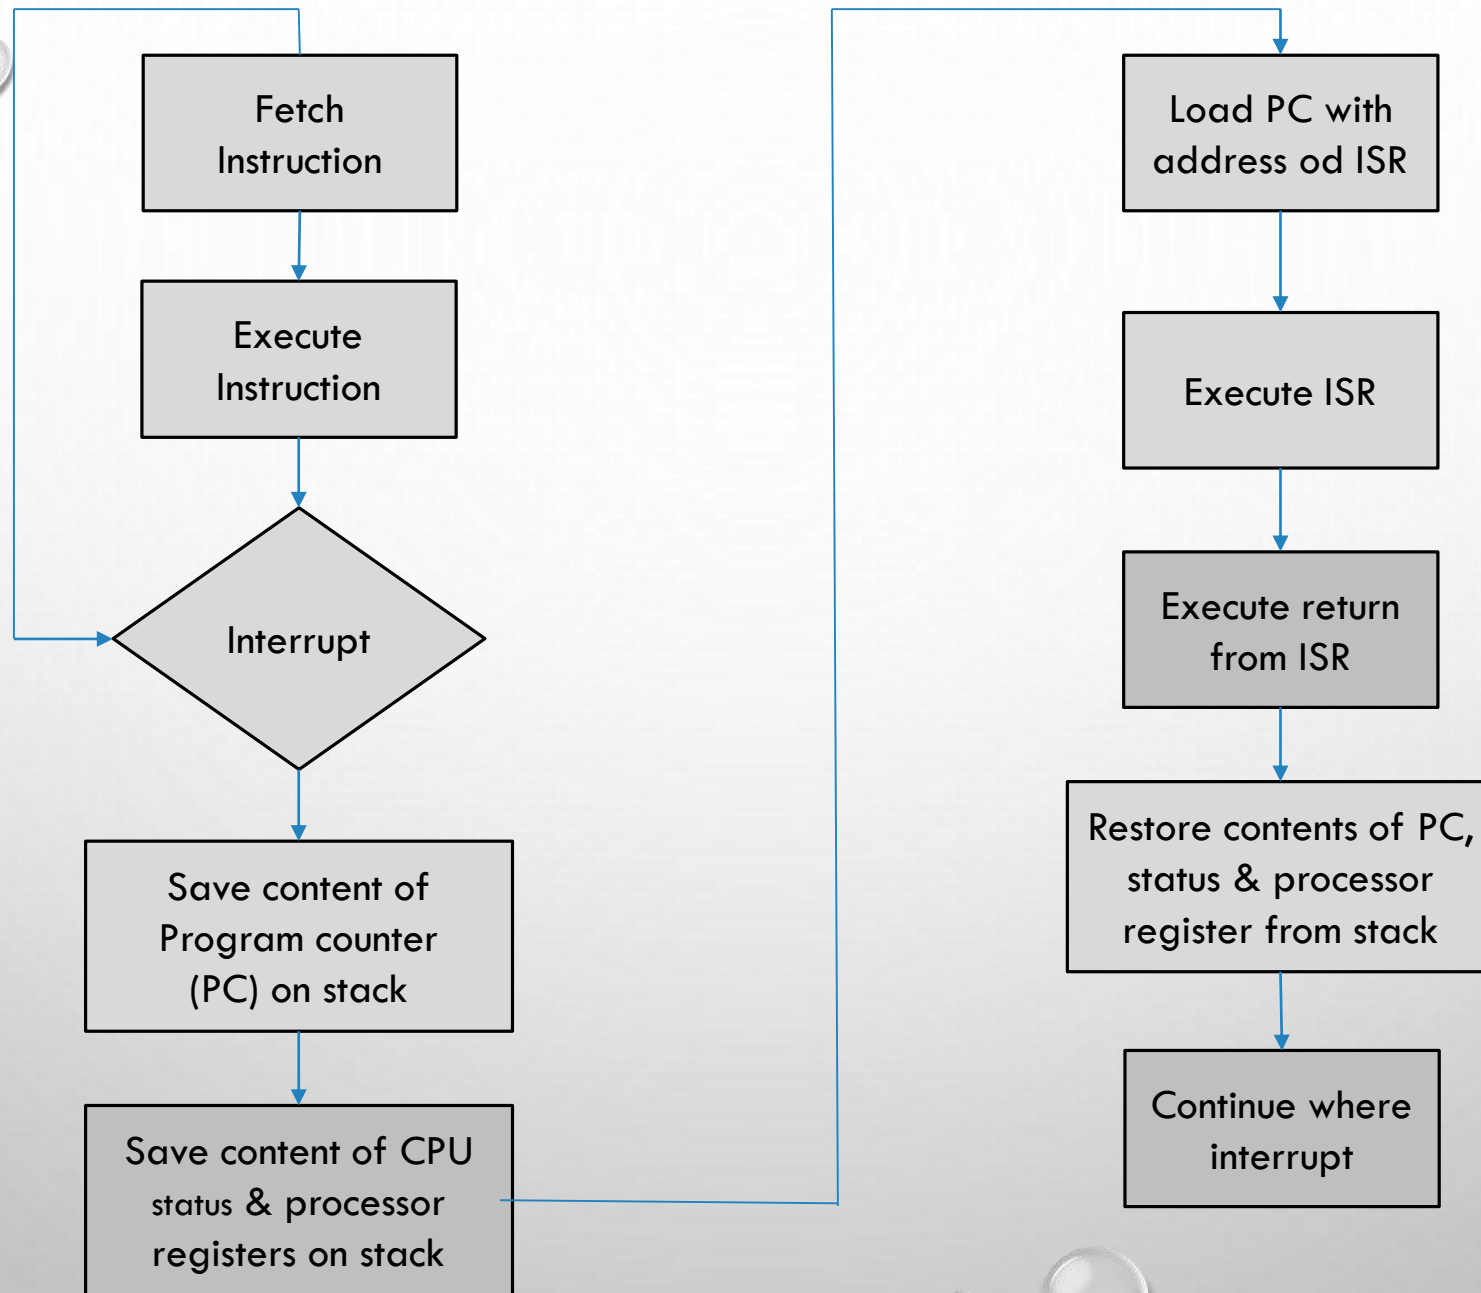 Fetch
Instruction
Execute
Instruction
Interrupt
Save content of
Program counter
(PC) on stack
Save content of CPU
status & processor
registers on stack
Load PC with
address od ISR
Execute ISR
Execute return
from ISR
Restore contents of PC,
status & processor
register from stack
Continue where
interrupt